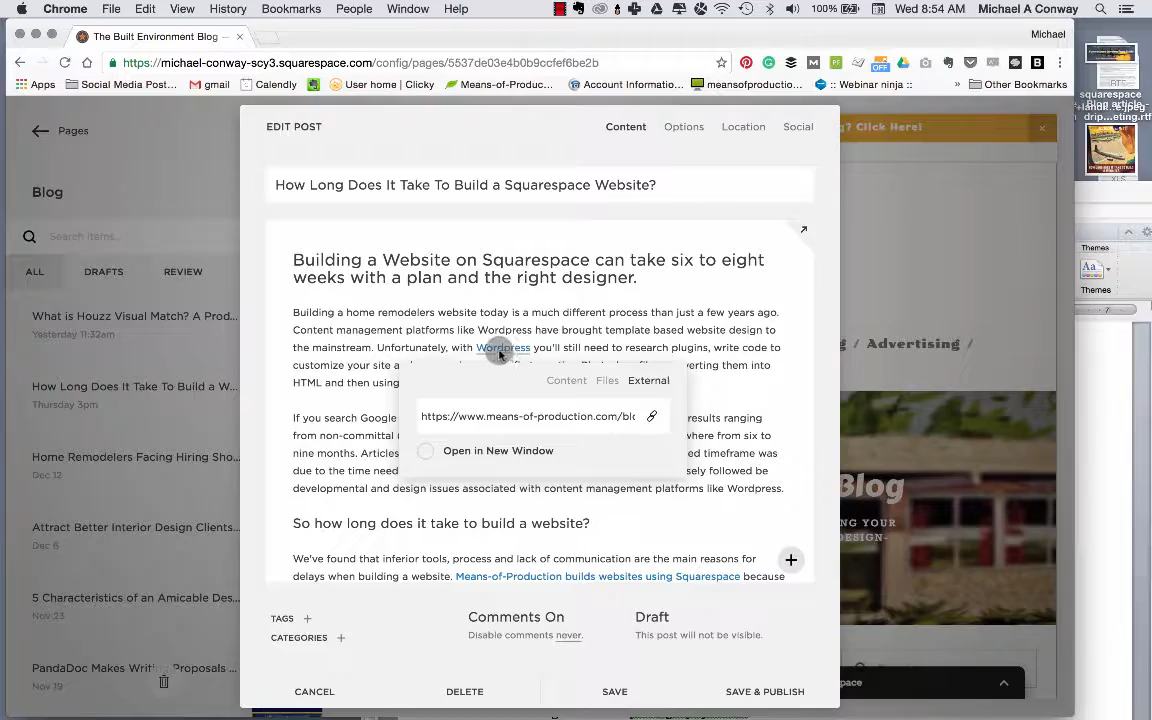 Chrome File Edit View History Bookmarks People Window Help 100% Wed 8:54 AM Michael A Conway
The Built Environment Blog × Michael
https://michael-conway-scy3.squarespace.com/config/pages/5537de03e4b0b9ccfef6be2b
Apps Social Media Post... gmail Calendly User home | Clicky Means-of-Produc... Account Informatio... meansofproductio... :: Webinar ninja :: » Other Bookmarks
squarespace
Blog article -
Pages
EDIT POST Content Options Location Social
? Click Here! ×
Blog
How Long Does It Take To Build a Squarespace Website?
Search items...
ALL DRAFTS REVIEW
Themes
Aa
Themes
Building a Website on Squarespace can take six to eight
weeks with a plan and the right designer.
What is Houzz Visual Match? A Prod...
Yesterday 11:32am
Building a home remodelers website today is a much different process than just a few years ago.
Content management platforms like Wordpress have brought template based website design to
the mainstream. Unfortunately, with Wordpress you'll still need to research plugins, write code to
customize your site a
verting them into
HTML and then using
/ Advertising /
Content Files External
How Long Does It Take To Build a W...
Thursday 3pm
https://www.means-of-production.com/blo
Open in New Window
If you search Google
results ranging
from non-committal
where from six to
nine months. Articles
ed timeframe was
due to the time need
sely followed be
developmental and design issues associated with content management platforms like Wordpress.
Home Remodelers Facing Hiring Sho...
Dec 13
Blog
ING YOUR
DESIGN-
So how long does it take to build a website?
Attract Better Interior Design Clients...
Dec 6
We've found that inferior tools, process and lack of communication are the main reasons for
delays when building a website. Means-of-Production builds websites using Squarespace because
5 Characteristics of an Amicable Des...
Nov 23
TAGS +
CATEGORIES +
Comments On
Disable comments never.
Draft
This post will not be visible.
PandaDoc Makes Writing Proposals ...
Nov 19
space
CANCEL DELETE SAVE SAVE & PUBLISH